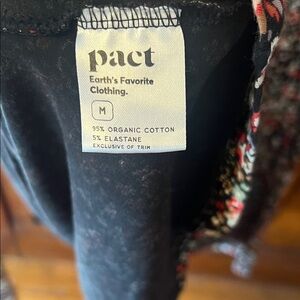 pact
Earth's Favorite
Clothing.
M
95% ORGANIC COTTON
5% ELASTANE
EXCLUSIVE OF TRIM